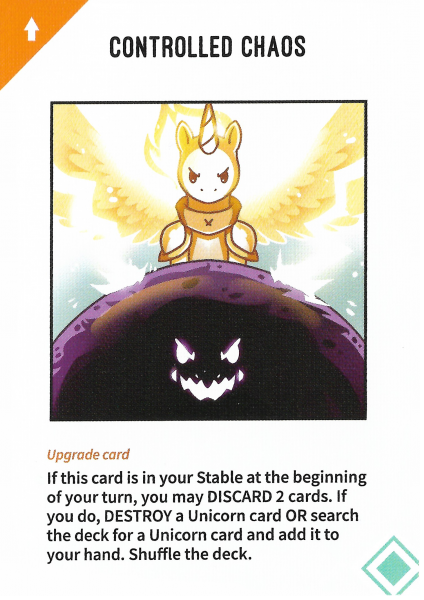 CONTROLLED CHAOS
Upgrade card
If this card is in your Stable at the beginning
of your turn, you may DISCARD 2 cards. If
you do, DESTROY a Unicorn card OR search
the deck for a Unicorn card and add it to
your hand. Shuffle the deck.